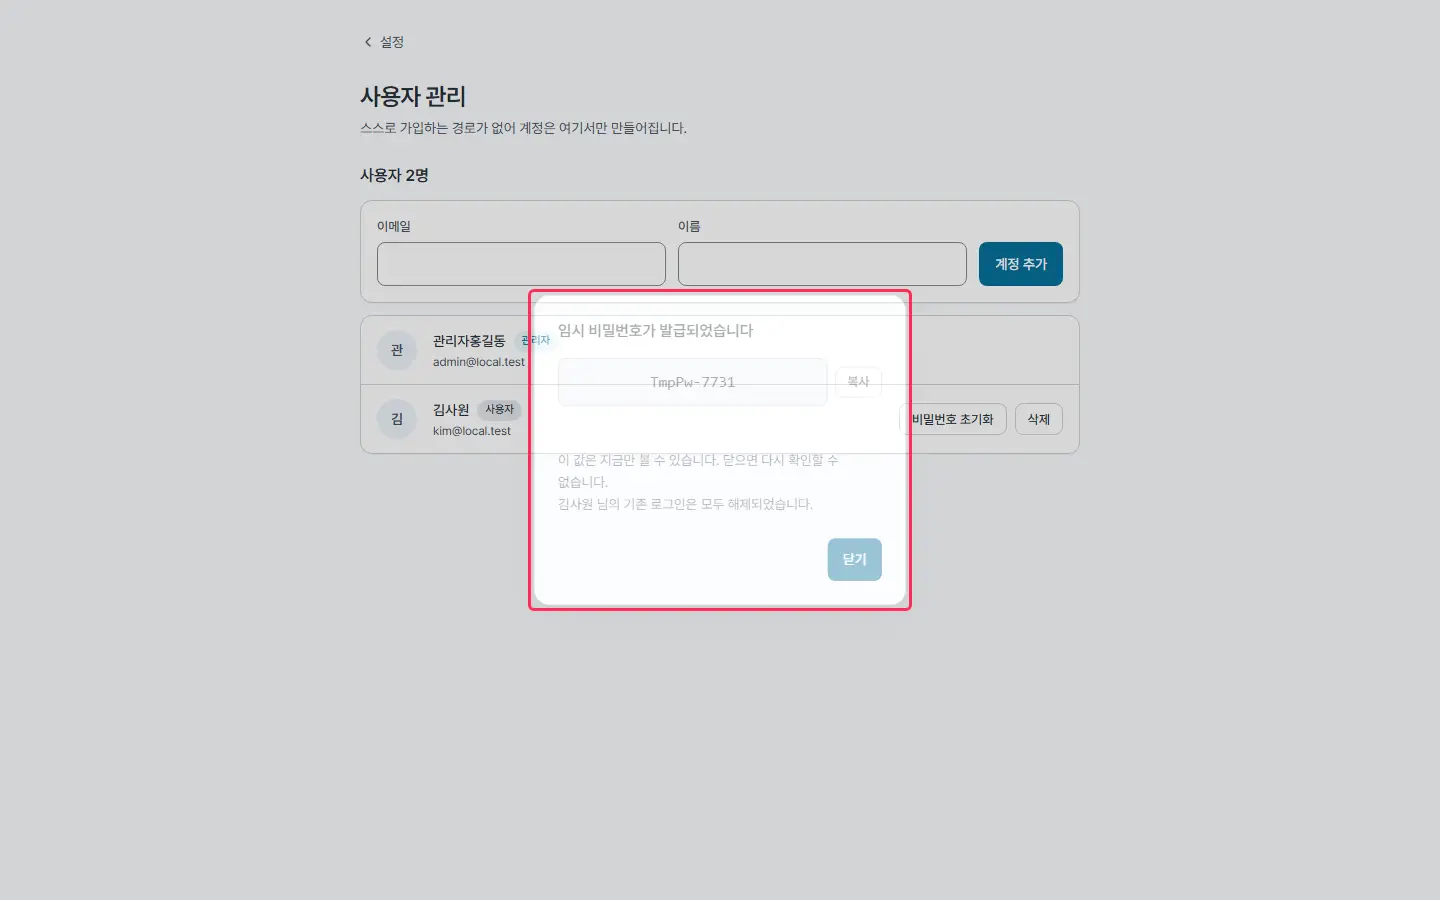 설정
사용자 관리
스스로 가입하는 경로가 없어 계정은 여기서만 만들어집니다.
사용자 2명
이메일
이름
계정 추가
관
관리자홍길동
관리자
admin@local.test
김
김사원
사용자
kim@local.test
비밀번호 초기화
삭제
임시 비밀번호가 발급되었습니다
TmpPw-7731
복사
이 값은 지금만 볼 수 있습니다. 닫으면 다시 확인할 수
없습니다.
김사원 님의 기존 로그인은 모두 해제되었습니다.
닫기